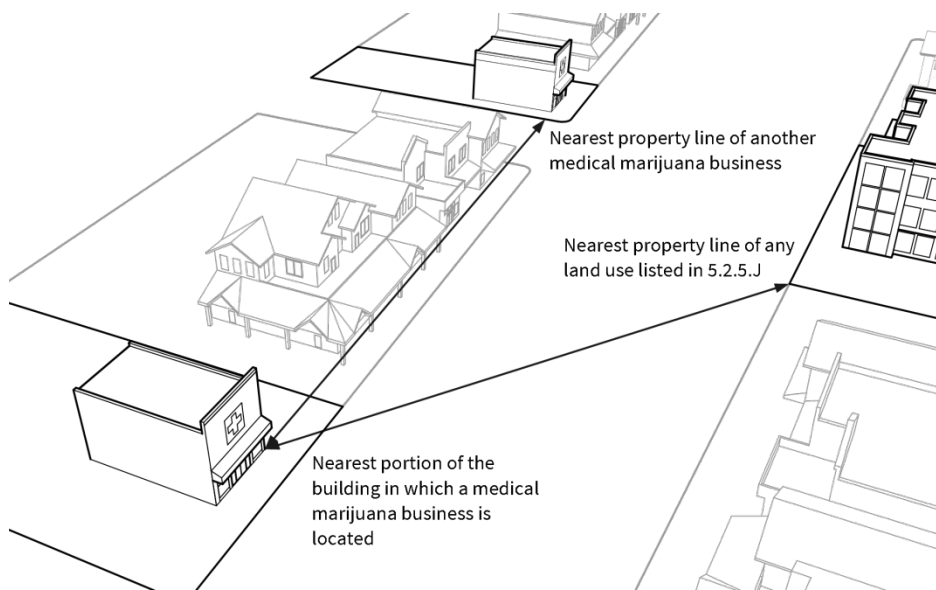 Nearest property line of another
medical marijuana business
Nearest property line of any
land use listed in 5.2.5.J
Nearest portion of the
building in which a medical
marijuana business is
located